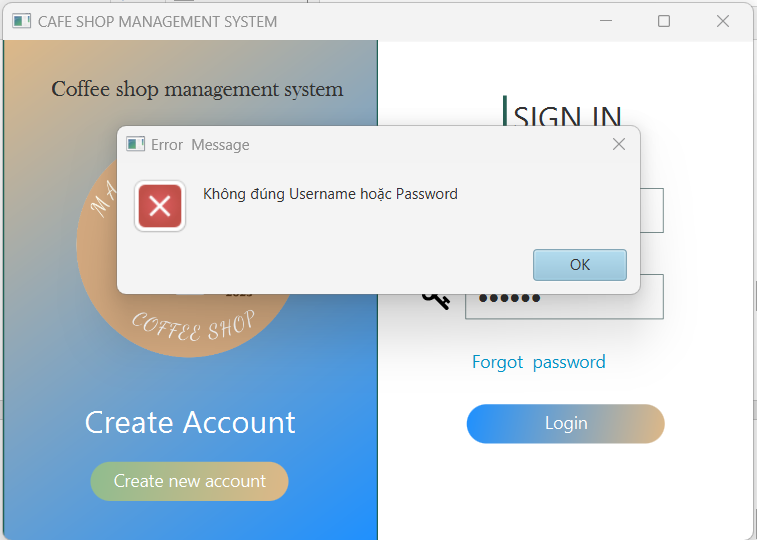 CAFE SHOP MANAGEMENT SYSTEM
Coffee shop management system
SIGN IN
Error Message
Không đúng Username hoặc Password
OK
MA
2023
COFFEE SHOP
Forgot password
Create Account
Login
Create new account